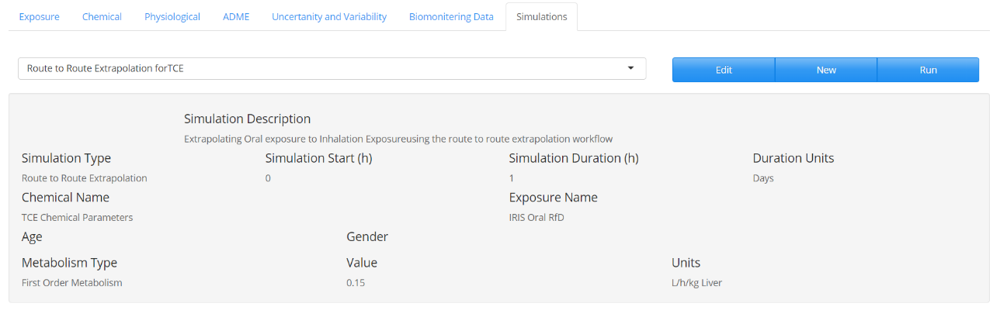 Exposure Chemical Physiological ADME Uncertanity and Variability Biomonitering Data Simulations
Route to Route Extrapolation forTCE Edit New Run
Simulation Description
Extrapolating Oral exposure to Inhalation Exposureusing the route to route extrapolation workflow
Simulation Type Simulation Start (h) Simulation Duration (h) Duration Units
Route to Route Extrapolation 0 1 Days
Chemical Name Exposure Name
TCE Chemical Parameters IRIS Oral RfD
Age Gender
Metabolism Type Value Units
First Order Metabolism 0.15 L/h/kg Liver